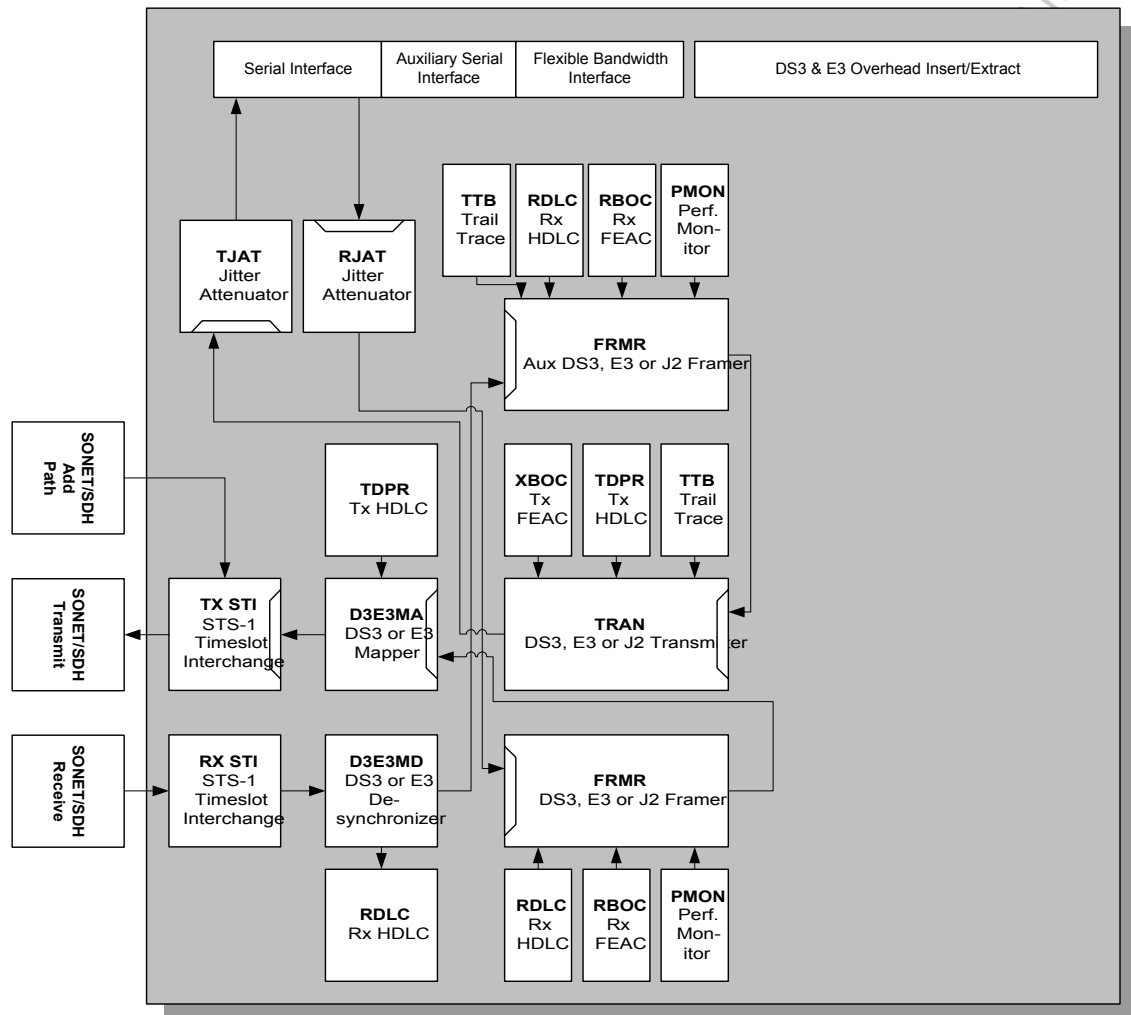 Serial Interface
Auxiliary Serial
Interface
Flexible Bandwidth
Interface
DS3 & E3 Overhead Insert/Extract
TTB
Trail
Trace
RDLC
Rx
HDLC
RBOC
Rx
FEAC
PMON
Perf.
Mon-
itor
TJAT
Jitter
Attenuator
RJAT
Jitter
Attenuator
FRMR
Aux DS3, E3 or J2 Framer
SONET/SDH
Add
Path
TDPR
Tx HDLC
XBOC
Tx
FEAC
TDPR
Tx
HDLC
TTB
Trail
Trace
SONET/SDH
Transmit
TX STI
STS-1
Timeslot
Interchange
D3E3MA
DS3 or E3
Mapper
TRAN
DS3, E3 or J2 Transmitter
SONET/SDH
Receive
RX STI
STS-1
Timeslot
Interchange
D3E3MD
DS3 or E3
De-
synchronizer
FRMR
DS3, E3 or J2 Framer
RDLC
Rx HDLC
RDLC
Rx
HDLC
RBOC
Rx
FEAC
PMON
Perf.
Mon-
itor